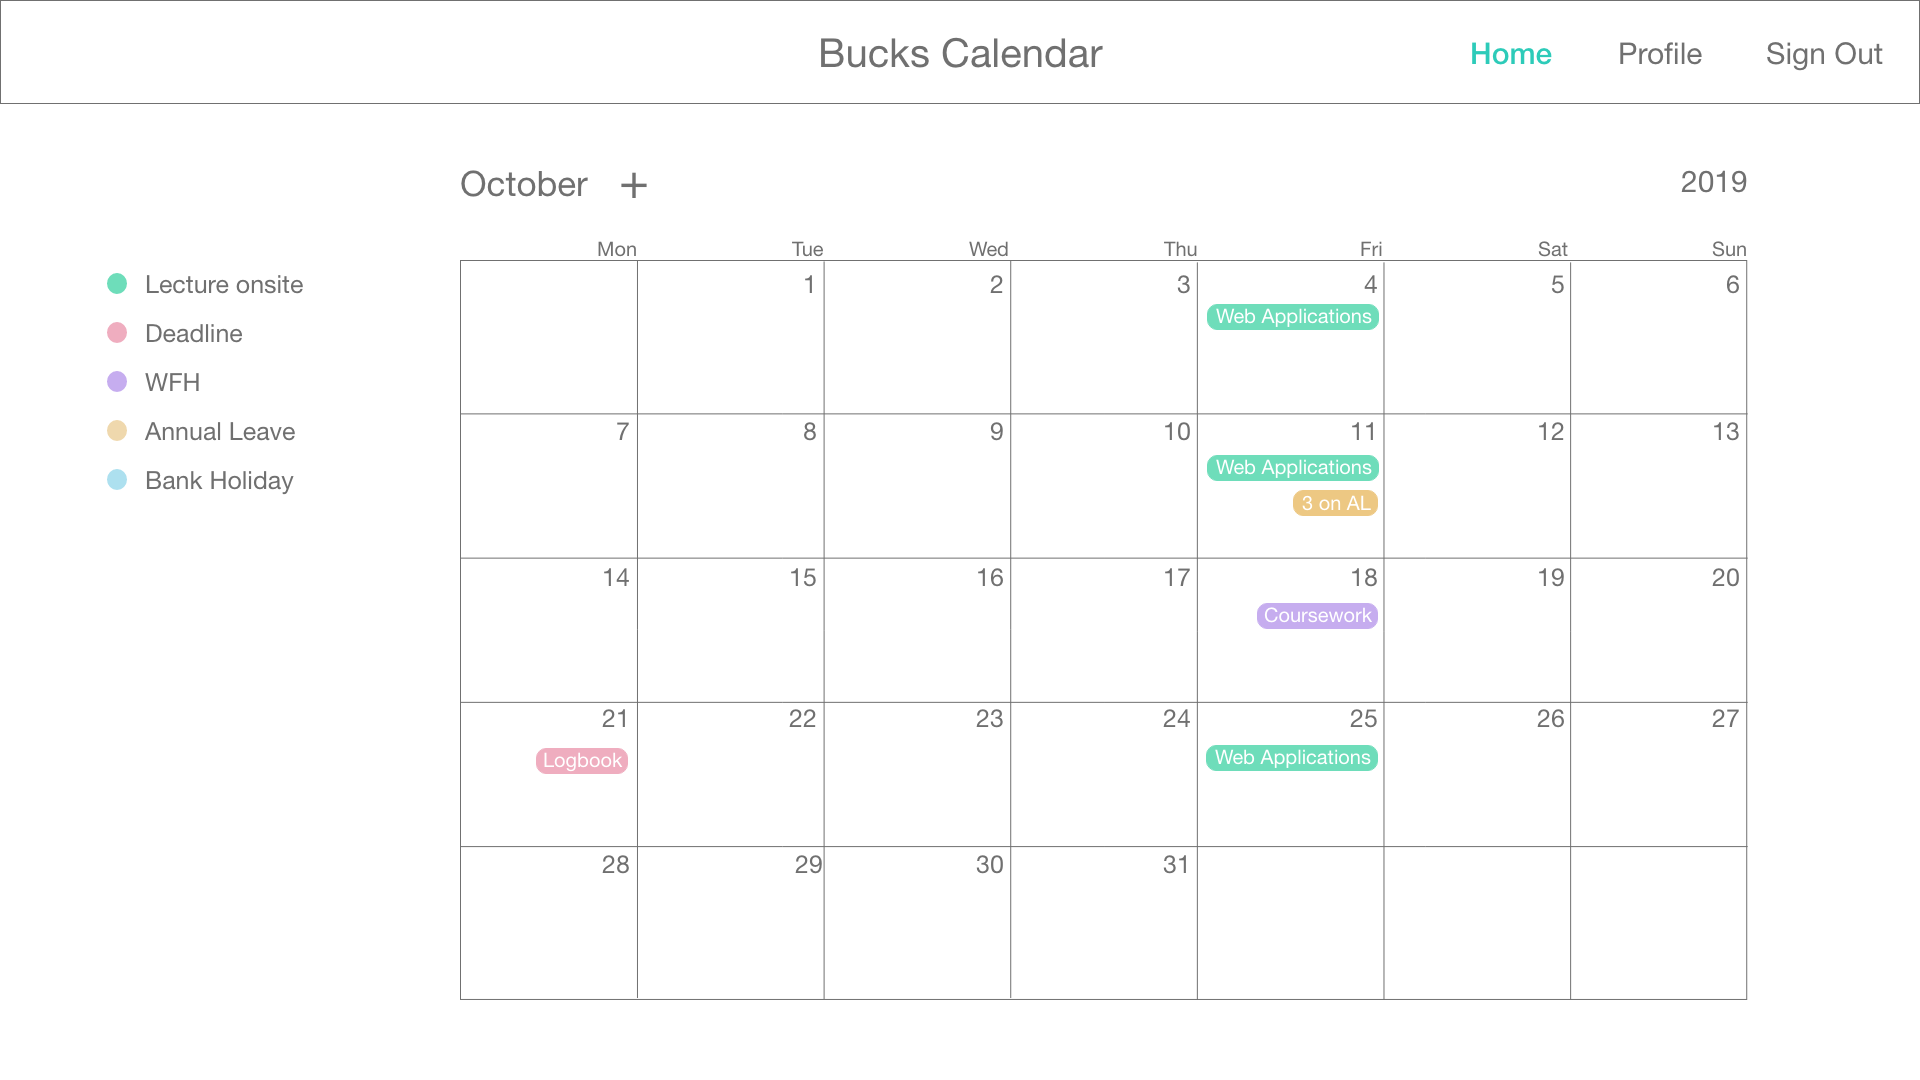 Bucks Calendar
Home Profile Sign Out
October + 2019
Mon Tue Wed Thu Fri Sat Sun
Lecture onsite
Deadline
WFH
Annual Leave
Bank Holiday
1 2 3 4 5 6
Web Applications
7 8 9 10 11 12 13
Web Applications
3 on AL
14 15 16 17 18 19 20
Coursework
21 22 23 24 25 26 27
Logbook Web Applications
28 29 30 31